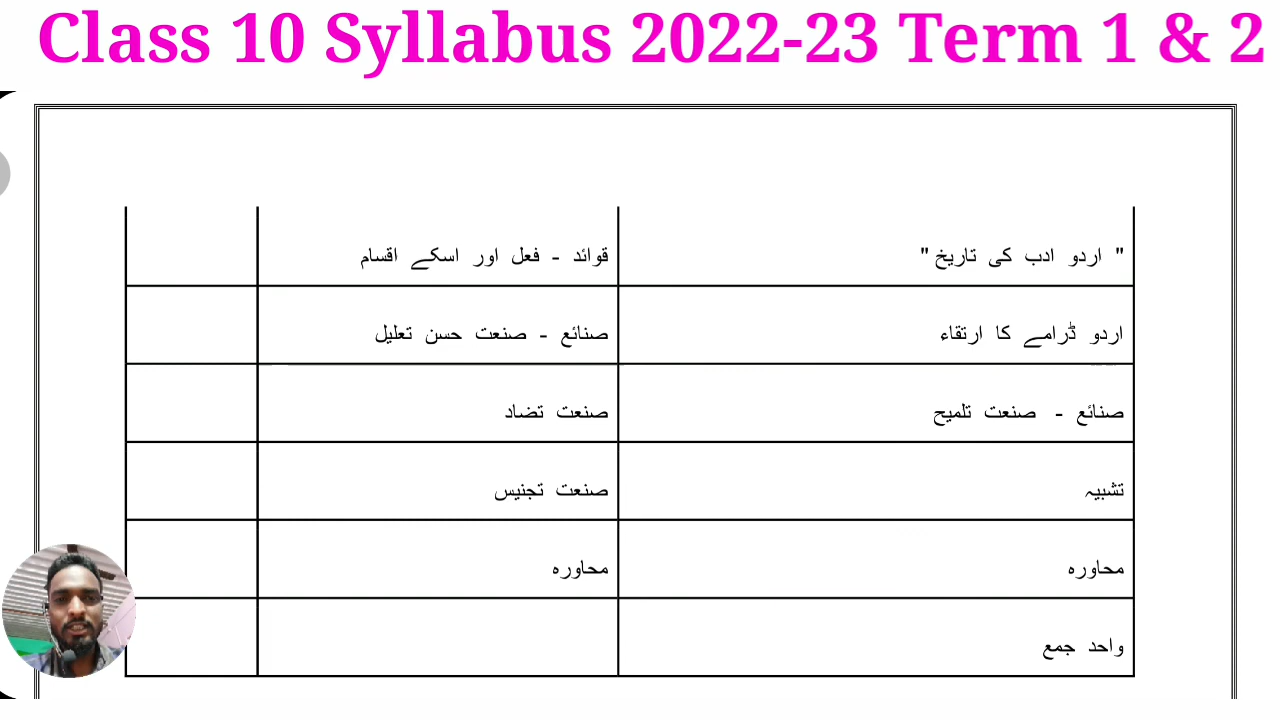 Class 10 Syllabus 2022-23 Term 1 & 2
" اردو ادب کی تاریخ "
قوائد - فعل اور اسکے اقسام
اردو ڈرامے کا ارتقاء
صنائع - صنعت حسن تعلیل
صنائع - صنعت تلمیح
صنعت تضاد
تشبیہ
صنعت تجنیس
محاورہ
محاورہ
واحد جمع